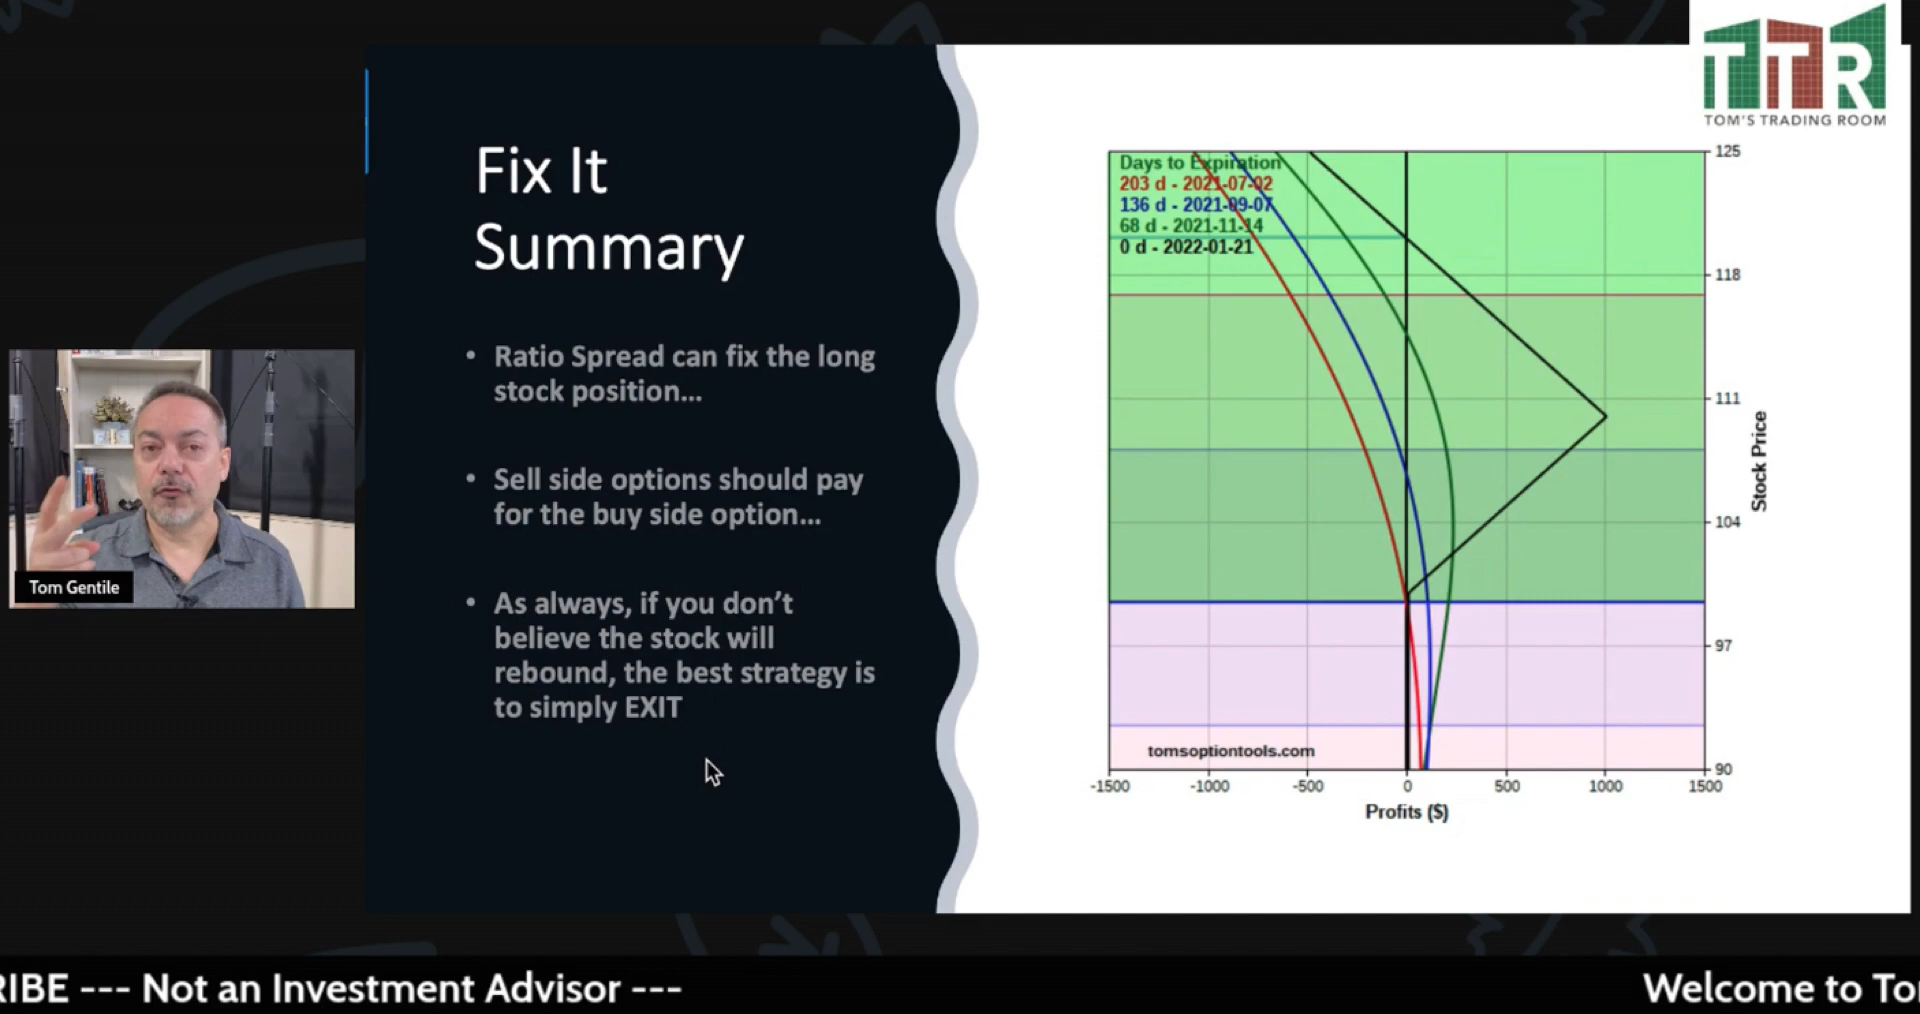 TTR
TOM'S TRADING ROOM
Fix It
Summary
• Ratio Spread can fix the long
stock position...
• Sell side options should pay
for the buy side option...
• As always, if you don't
believe the stock will
rebound, the best strategy is
to simply EXIT
Tom Gentile
Days to Expiration
203 d - 2021-07-02
136 d - 2021-09-07
68 d - 2021-11-14
0 d - 2022-01-21
125
118
111
104
97
90
Stock Price
tomsoptiontools.com
-1500 -1000 -500 0 500 1000 1500
Profits ($)
RIBE --- Not an Investment Advisor --- Welcome to To